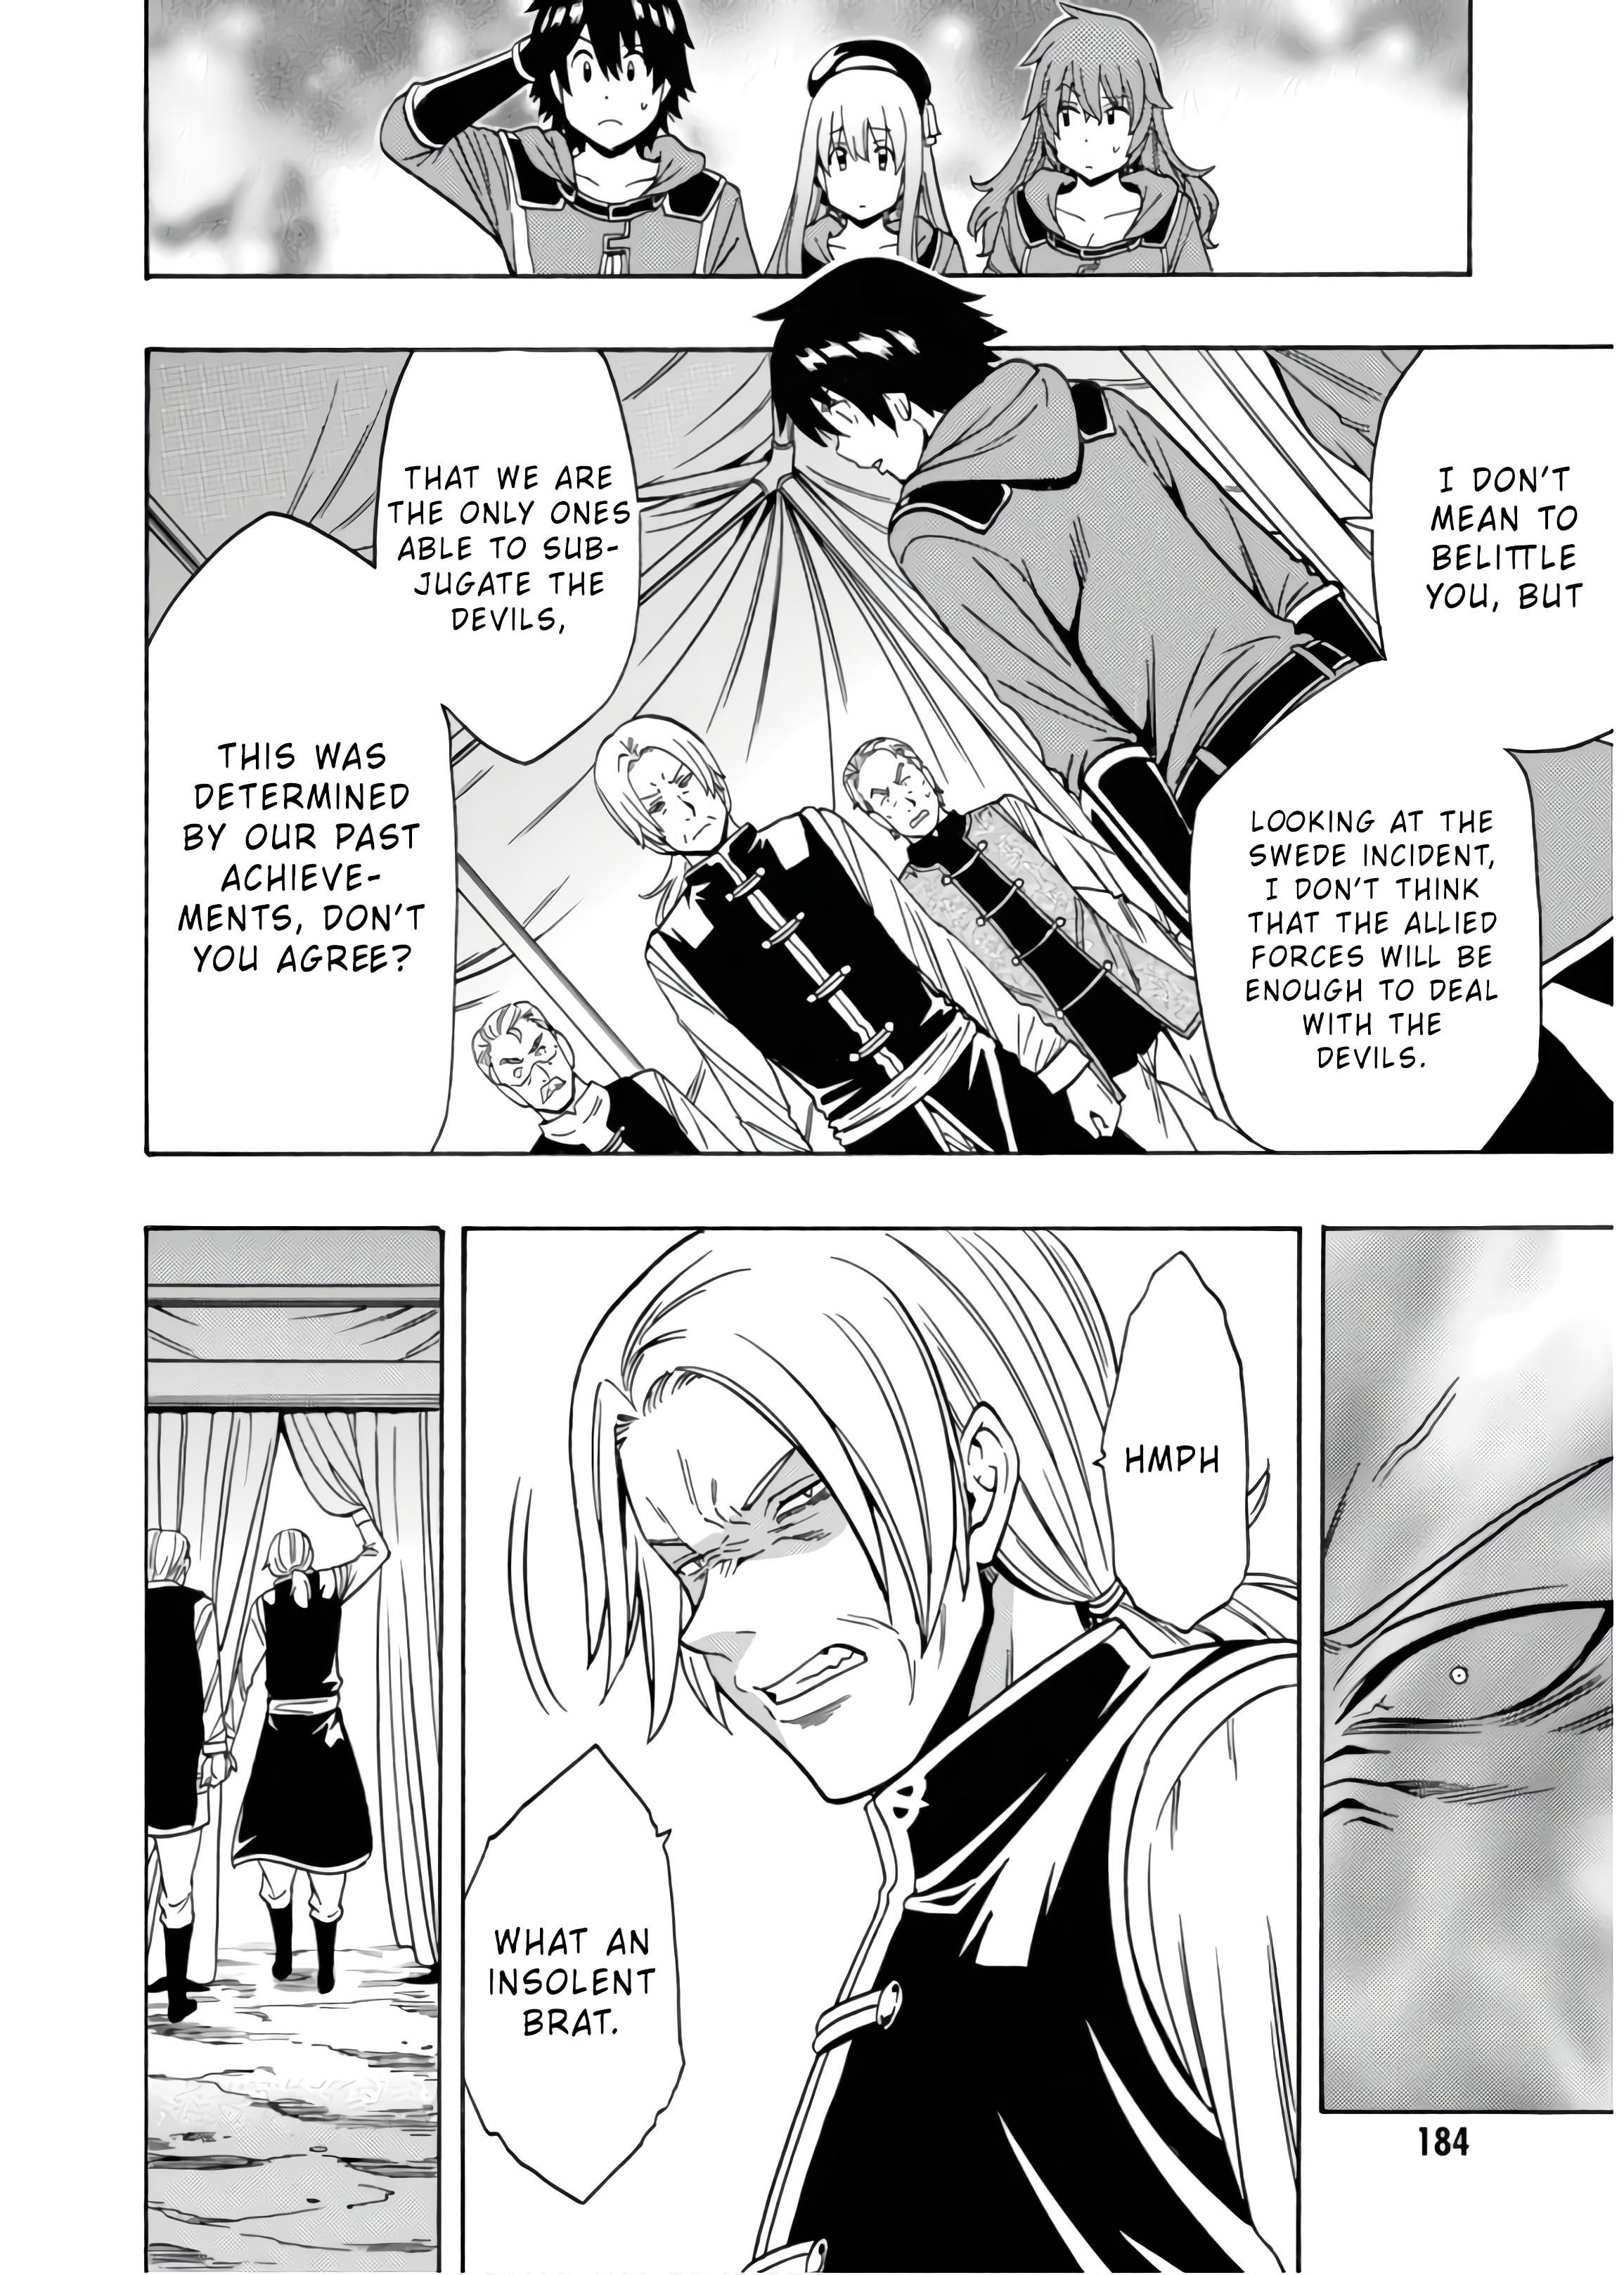 I DON'T
MEAN TO
BELITTLE
YOU, BUT
LOOKING AT THE
SWEDE INCIDENT,
I DON'T THINK
THAT THE ALLIED
FORCES WILL BE
ENOUGH TO DEAL
WITH THE
DEVILS.
THAT WE ARE
THE ONLY ONES
ABLE TO SUB-
JUGATE THE
DEVILS,
THIS WAS
DETERMINED
BY OUR PAST
ACHIEVE-
MENTS, DON'T
YOU AGREE?
HMPH
WHAT AN
INSOLENT
BRAT.
184